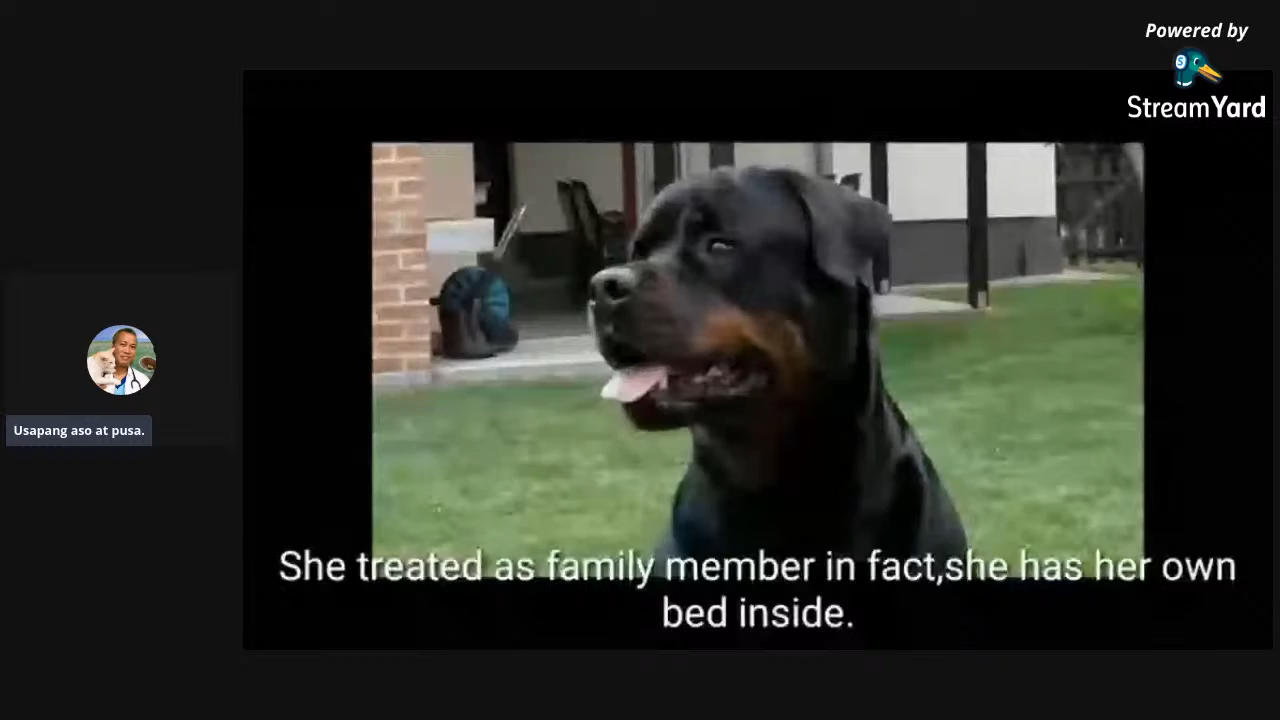 Powered by
StreamYard
She treated as family member in fact,she has her own
bed inside.
Usapang aso at pusa.